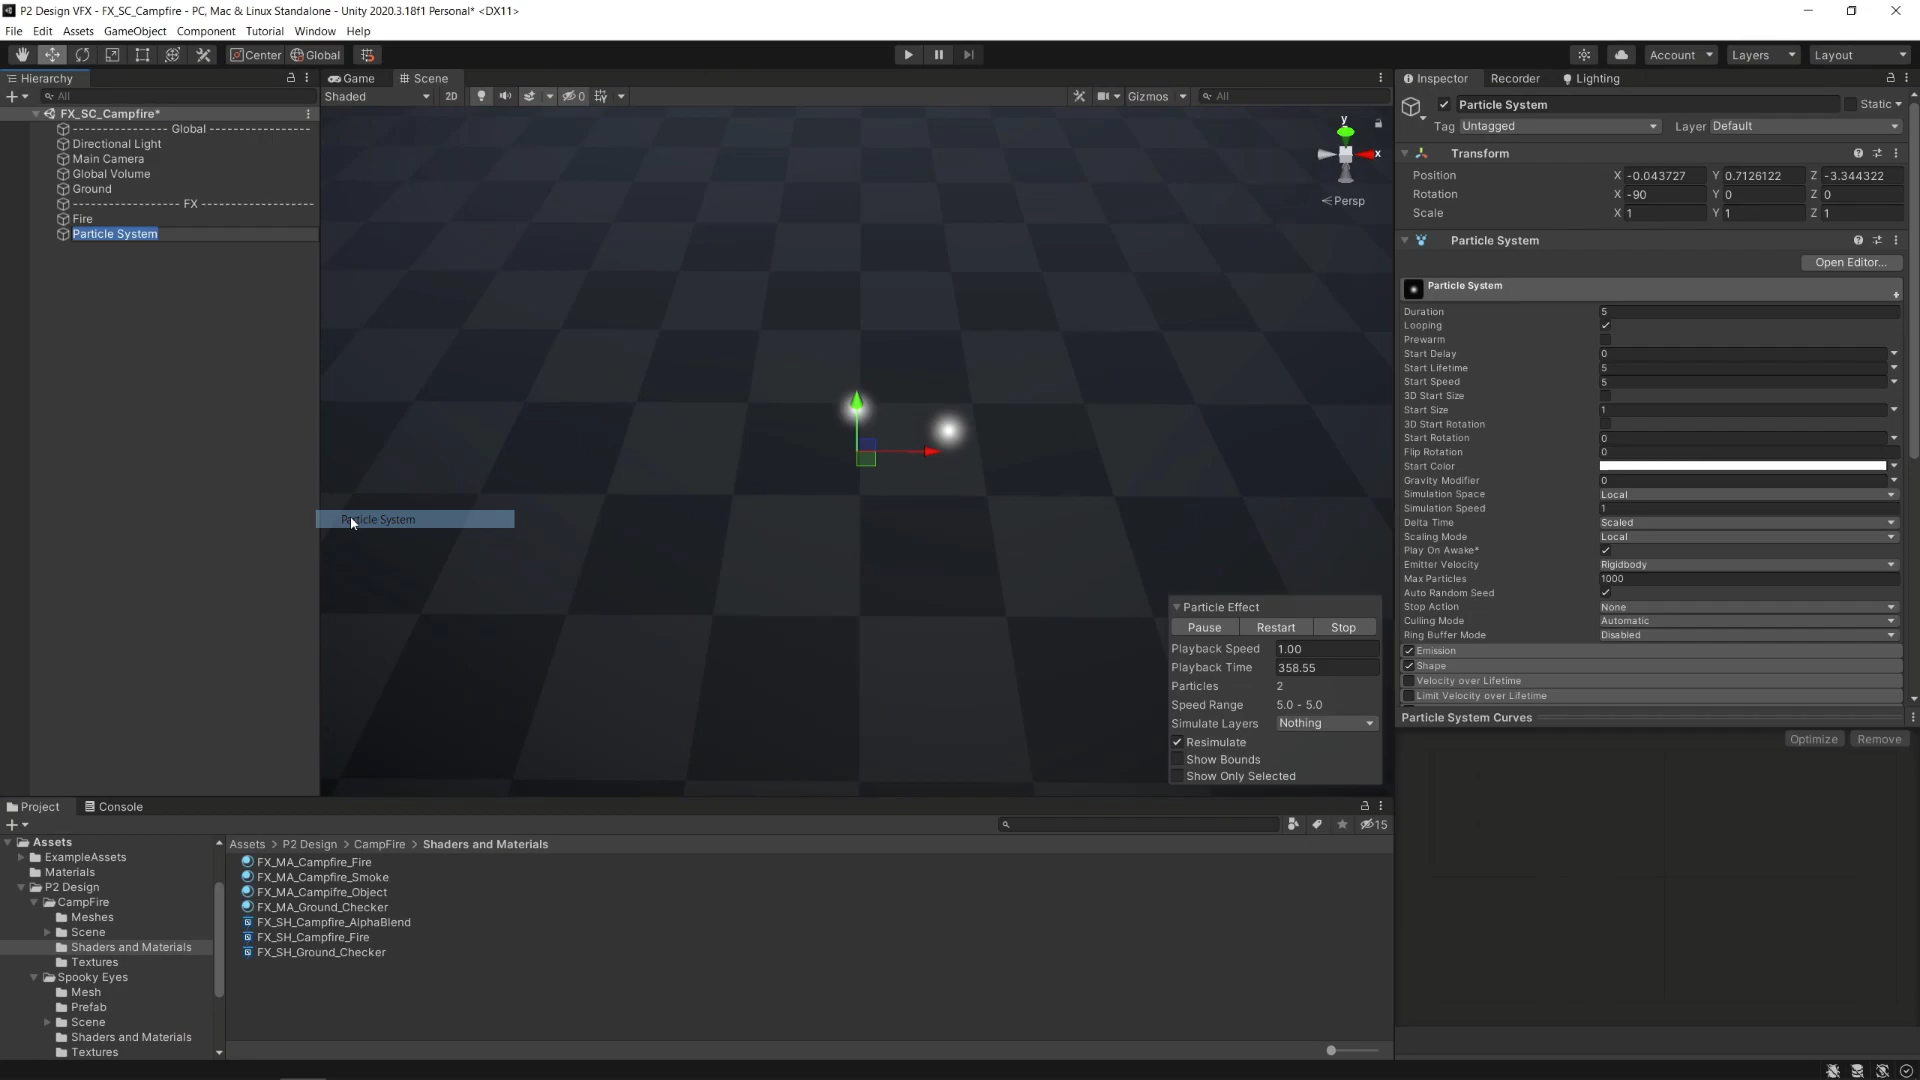 P2 Design VFX - FX_SC_Campfire - PC, Mac & Linux Standalone - Unity 2020.3.18f1 Personal* <DX11>
File Edit Assets GameObject Component Tutorial Window Help
Center Global Account Layers Layout
Hierarchy
All
FX_SC_Campfire*
-------------------- Global --------------------
Directional Light
Main Camera
Global Volume
Ground
---------------------- FX ------------------------
Fire
Particle System
Game Scene
Shaded 2D 0 Gizmos All
y
x
Persp
Particle System
Particle Effect
Pause Restart Stop
Playback Speed 1.00
Playback Time 358.55
Particles 2
Speed Range 5.0 - 5.0
Simulate Layers Nothing
Resimulate
Show Bounds
Show Only Selected
Inspector Recorder Lighting
Particle System Static
Tag Untagged Layer Default
Transform
Position X -0.043727 Y 0.7126122 Z -3.344322
Rotation X -90 Y 0 Z 0
Scale X 1 Y 1 Z 1
Particle System
Open Editor...
Particle System
Duration 5
Looping
Prewarm
Start Delay 0
Start Lifetime 5
Start Speed 5
3D Start Size
Start Size 1
3D Start Rotation
Start Rotation 0
Flip Rotation 0
Start Color
Gravity Modifier 0
Simulation Space Local
Simulation Speed 1
Delta Time Scaled
Scaling Mode Local
Play On Awake*
Emitter Velocity Rigidbody
Max Particles 1000
Auto Random Seed
Stop Action None
Culling Mode Automatic
Ring Buffer Mode Disabled
Emission
Shape
Velocity over Lifetime
Limit Velocity over Lifetime
Particle System Curves
Optimize Remove
Project Console
15
Assets
ExampleAssets
Materials
P2 Design
CampFire
Meshes
Scene
Shaders and Materials
Textures
Spooky Eyes
Mesh
Prefab
Scene
Shaders and Materials
Textures
Assets > P2 Design > CampFire > Shaders and Materials
FX_MA_Campfire_Fire
FX_MA_Campfire_Smoke
FX_MA_Campifre_Object
FX_MA_Ground_Checker
FX_SH_Campfire_AlphaBlend
FX_SH_Campfire_Fire
FX_SH_Ground_Checker